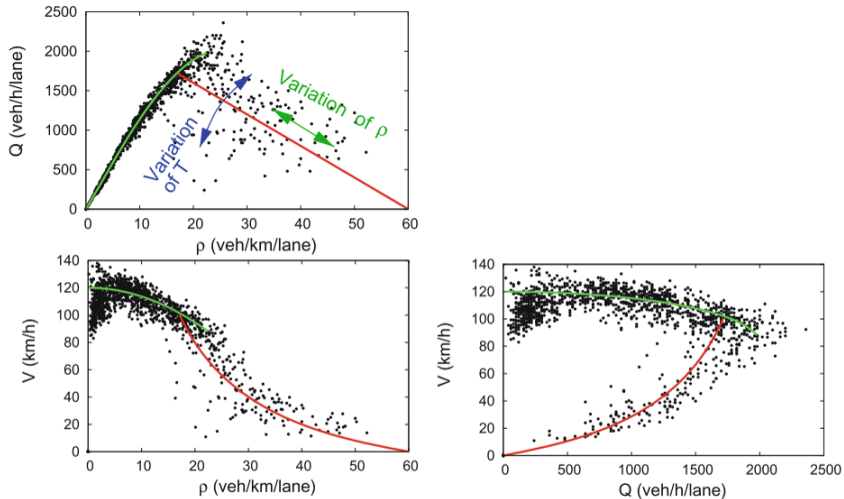 2500
2000
1500
1000
500
0
Q (veh/h/lane)
Variation of ρ
Variation
of T
0 10 20 30 40 50 60
ρ (veh/km/lane)
140
120
100
80
60
40
20
0
V (km/h)
0 10 20 30 40 50 60
ρ (veh/km/lane)
140
120
100
80
60
40
20
0
V (km/h)
500 1000 1500 2000 2500
Q (veh/h/lane)